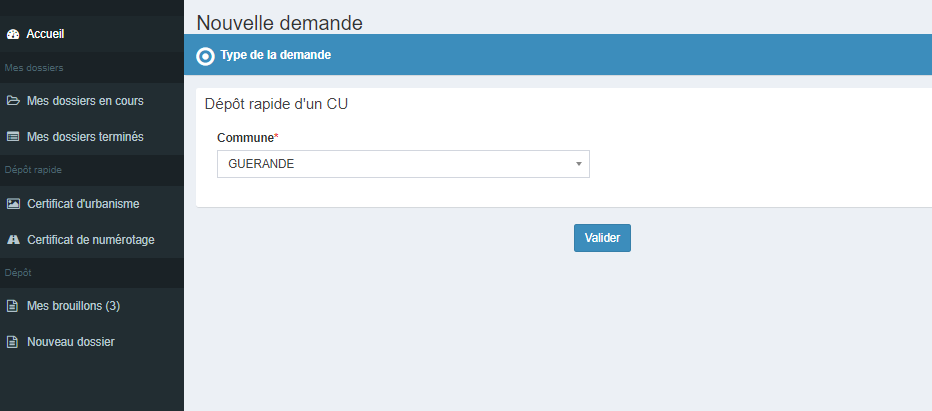 Nouvelle demande
Accueil
Type de la demande
Mes dossiers
Mes dossiers en cours
Mes dossiers terminés
Dépôt rapide
Certificat d'urbanisme
Certificat de numérotage
Dépôt
Mes brouillons (3)
Nouveau dossier
Dépôt rapide d'un CU
Commune*
GUERANDE
Valider